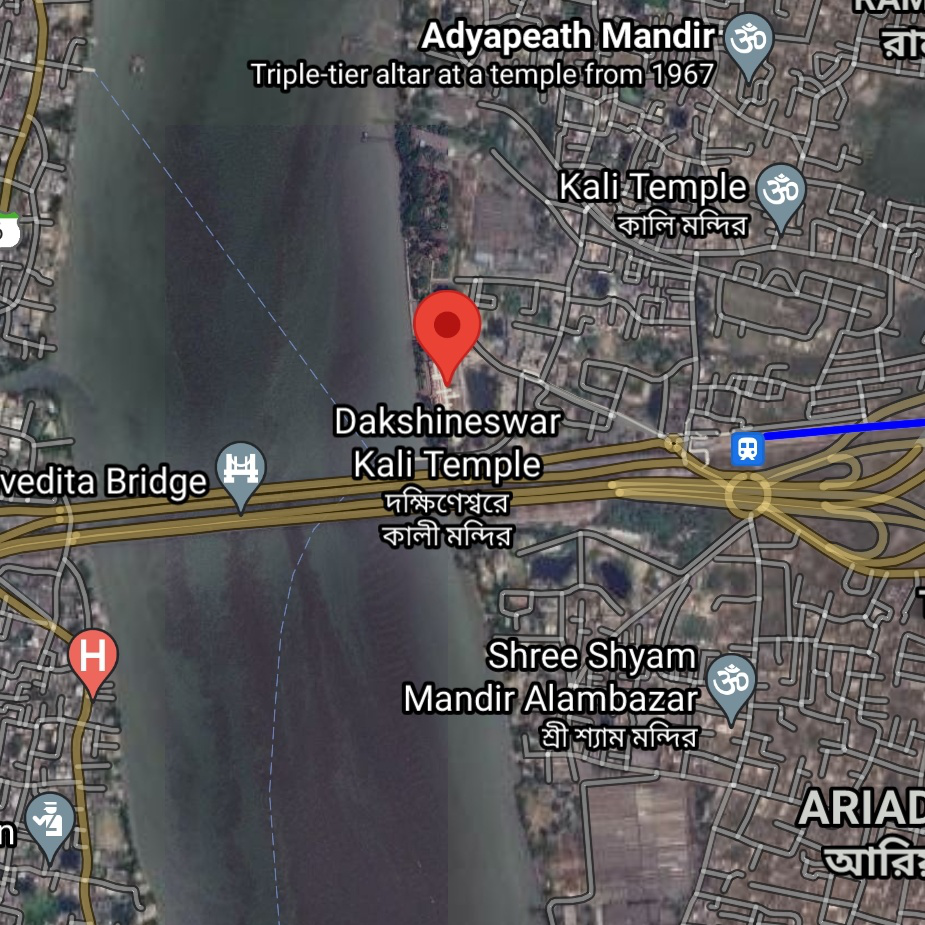 Adyapeath Mandir
Triple-tier altar at a temple from 1967
Kali Temple
কালি মন্দির
Dakshineswar
Kali Temple
দক্ষিণেশ্বরে
কালী মন্দির
vedita Bridge
H
Shree Shyam
Mandir Alambazar
শ্রী শ্যাম মন্দির
ARIAD
আরিয়
n